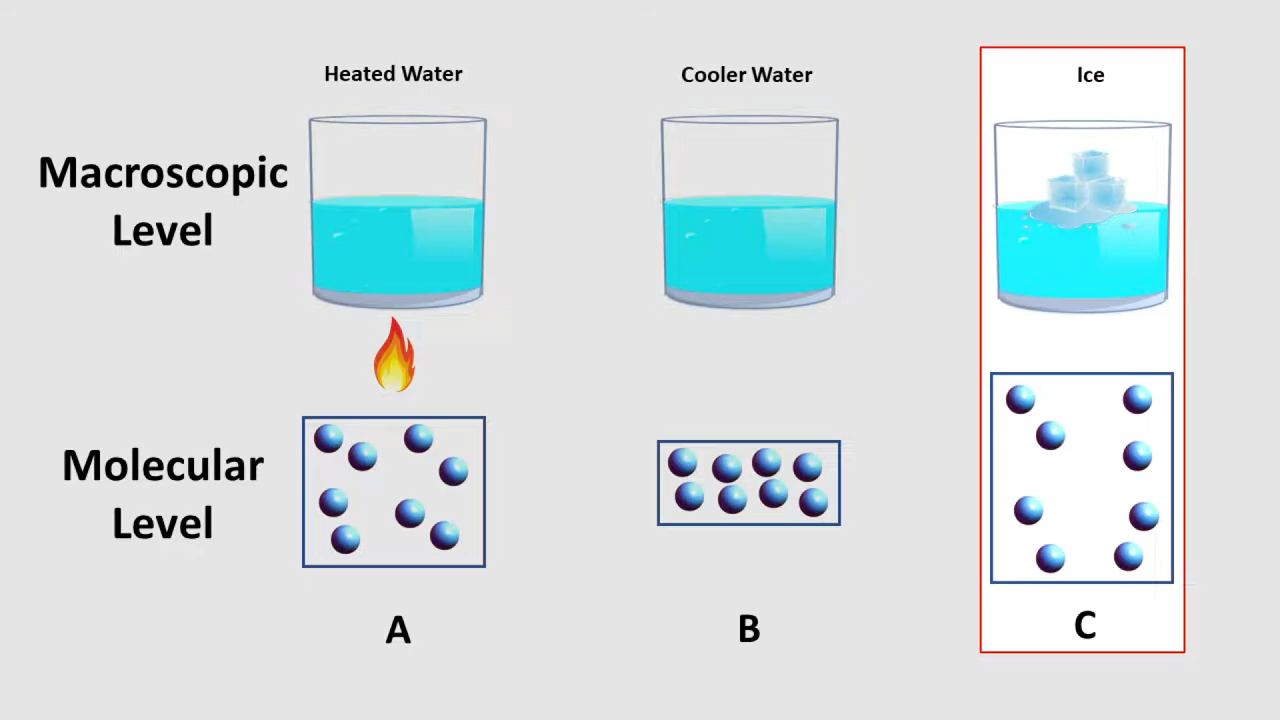 Heated Water
Cooler Water
Ice
Macroscopic
Level
Molecular
Level
A
B
C